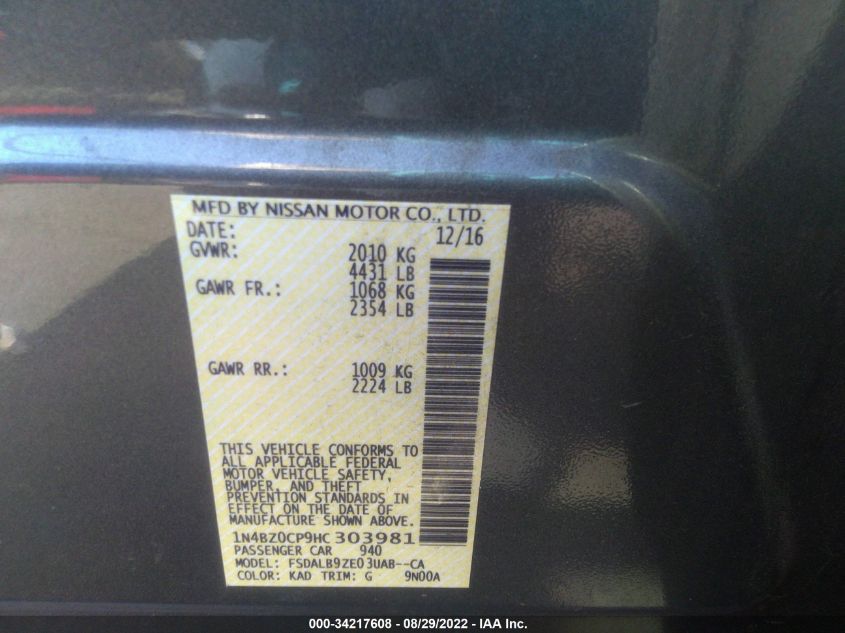 MFD BY NISSAN MOTOR CO., LTD.
DATE: 12/16
GVWR: 2010 KG
4431 LB
GAWR FR.: 1068 KG
2354 LB
GAWR RR.: 1009 KG
2224 LB
THIS VEHICLE CONFORMS TO
ALL APPLICABLE FEDERAL
MOTOR VEHICLE SAFETY,
BUMPER, AND THEFT
PREVENTION STANDARDS IN
EFFECT ON THE DATE OF
MANUFACTURE SHOWN ABOVE.
1N4BZ0CP9HC 303981
PASSENGER CAR 940
MODEL: FSDALB9ZE03UAB--CA
COLOR: KAD TRIM: G 9N00A
000-34217608 - 08/29/2022 - IAA Inc.